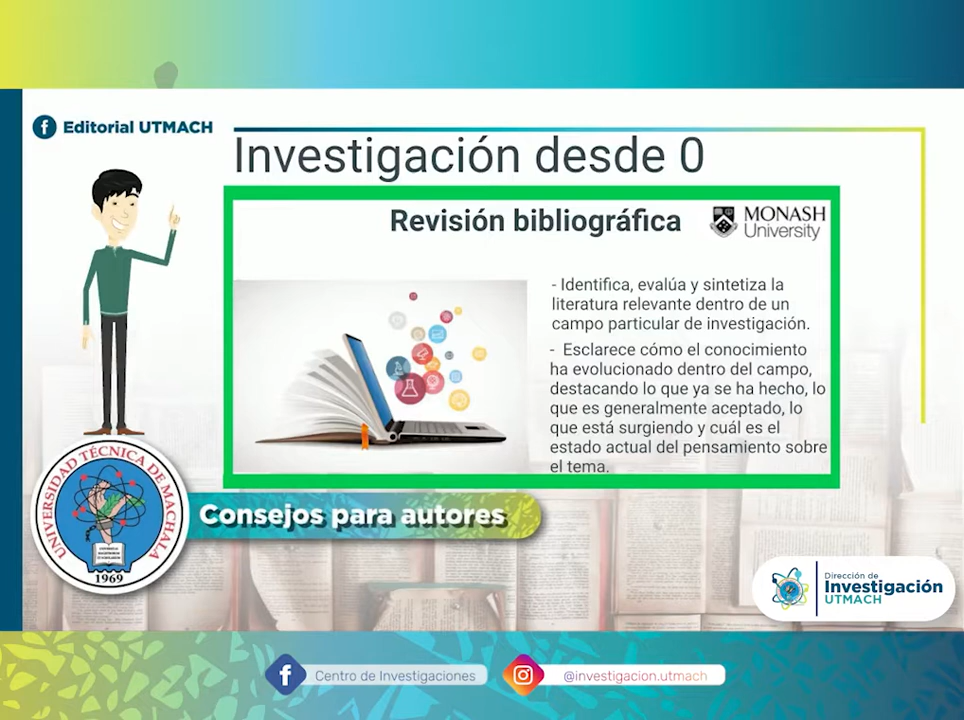 Editorial UTMACH
Investigación desde 0
Revisión bibliográfica
MONASH
University
- Identifica, evalúa y sintetiza la
literatura relevante dentro de un
campo particular de investigación.
- Esclarece cómo el conocimiento
ha evolucionado dentro del campo,
destacando lo que ya se ha hecho, lo
que es generalmente aceptado, lo
que está surgiendo y cuál es el
estado actual del pensamiento sobre
el tema.
UNIVERSIDAD TÉCNICA DE MACHALA
1969
Consejos para autores
Dirección de
Investigación
UTMACH
Centro de Investigaciones
@investigacion.utmach